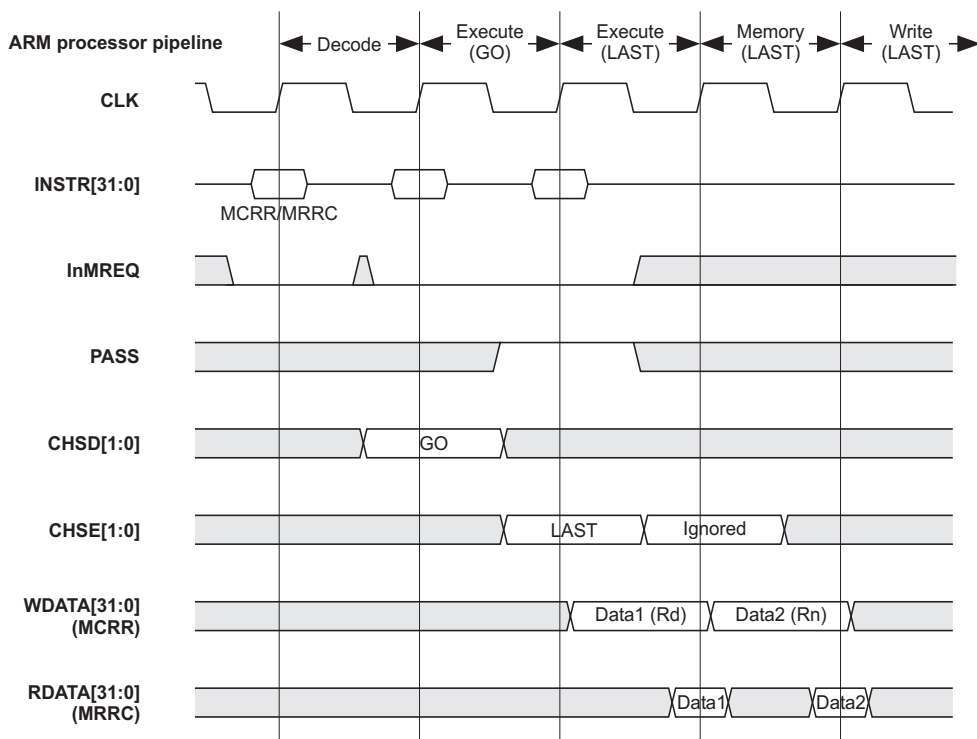 ARM processor pipeline
Decode
Execute
(GO)
Execute
(LAST)
Memory
(LAST)
Write
(LAST)
CLK
INSTR[31:0]
MCRR/MRRC
InMREQ
PASS
CHSD[1:0]
GO
CHSE[1:0]
LAST
Ignored
WDATA[31:0]
(MCRR)
Data1 (Rd)
Data2 (Rn)
RDATA[31:0]
(MRRC)
Data1
Data2